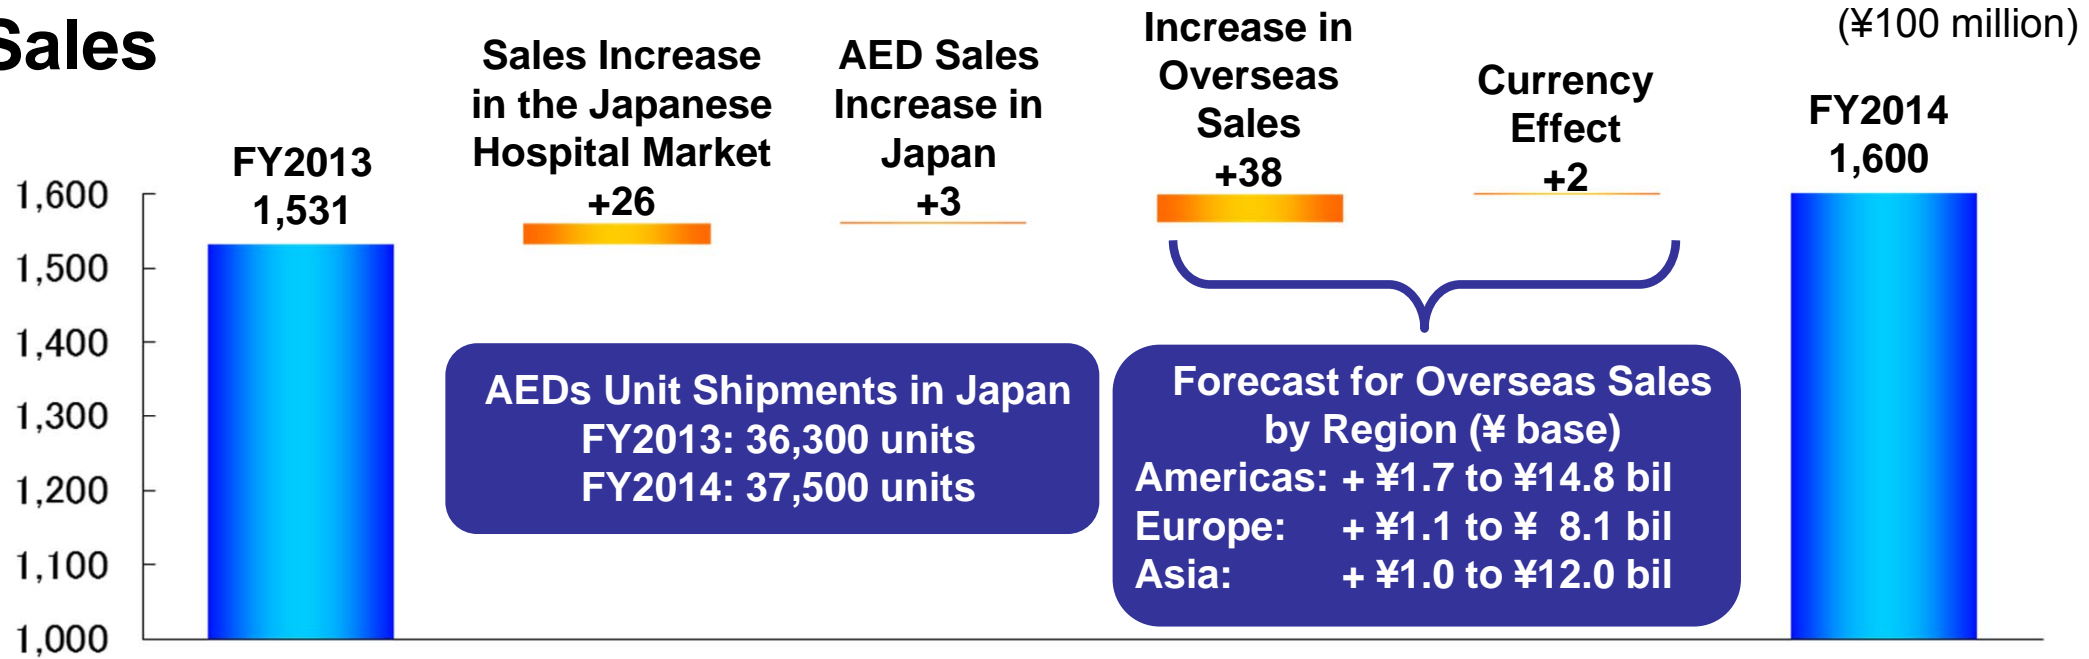 Sales
(¥100 million)
FY2013
1,531
Sales Increase
in the Japanese
Hospital Market
+26
AED Sales
Increase in
Japan
+3
Increase in
Overseas
Sales
+38
Currency
Effect
+2
FY2014
1,600
1,600
1,500
1,400
1,300
1,200
1,100
1,000
AEDs Unit Shipments in Japan
FY2013: 36,300 units
FY2014: 37,500 units
Forecast for Overseas Sales
by Region (¥ base)
Americas: + ¥1.7 to ¥14.8 bil
Europe: + ¥1.1 to ¥ 8.1 bil
Asia: + ¥1.0 to ¥12.0 bil